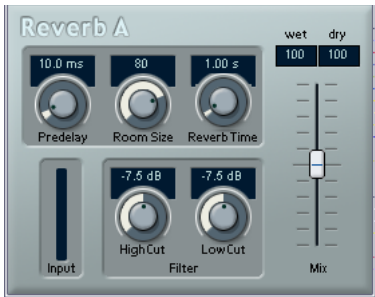 Reverb A
wet dry
100 100
10.0 ms 80 1.00 s
Predelay Room Size Reverb Time
-7.5 dB -7.5 dB
High Cut Low Cut
Input Filter Mix